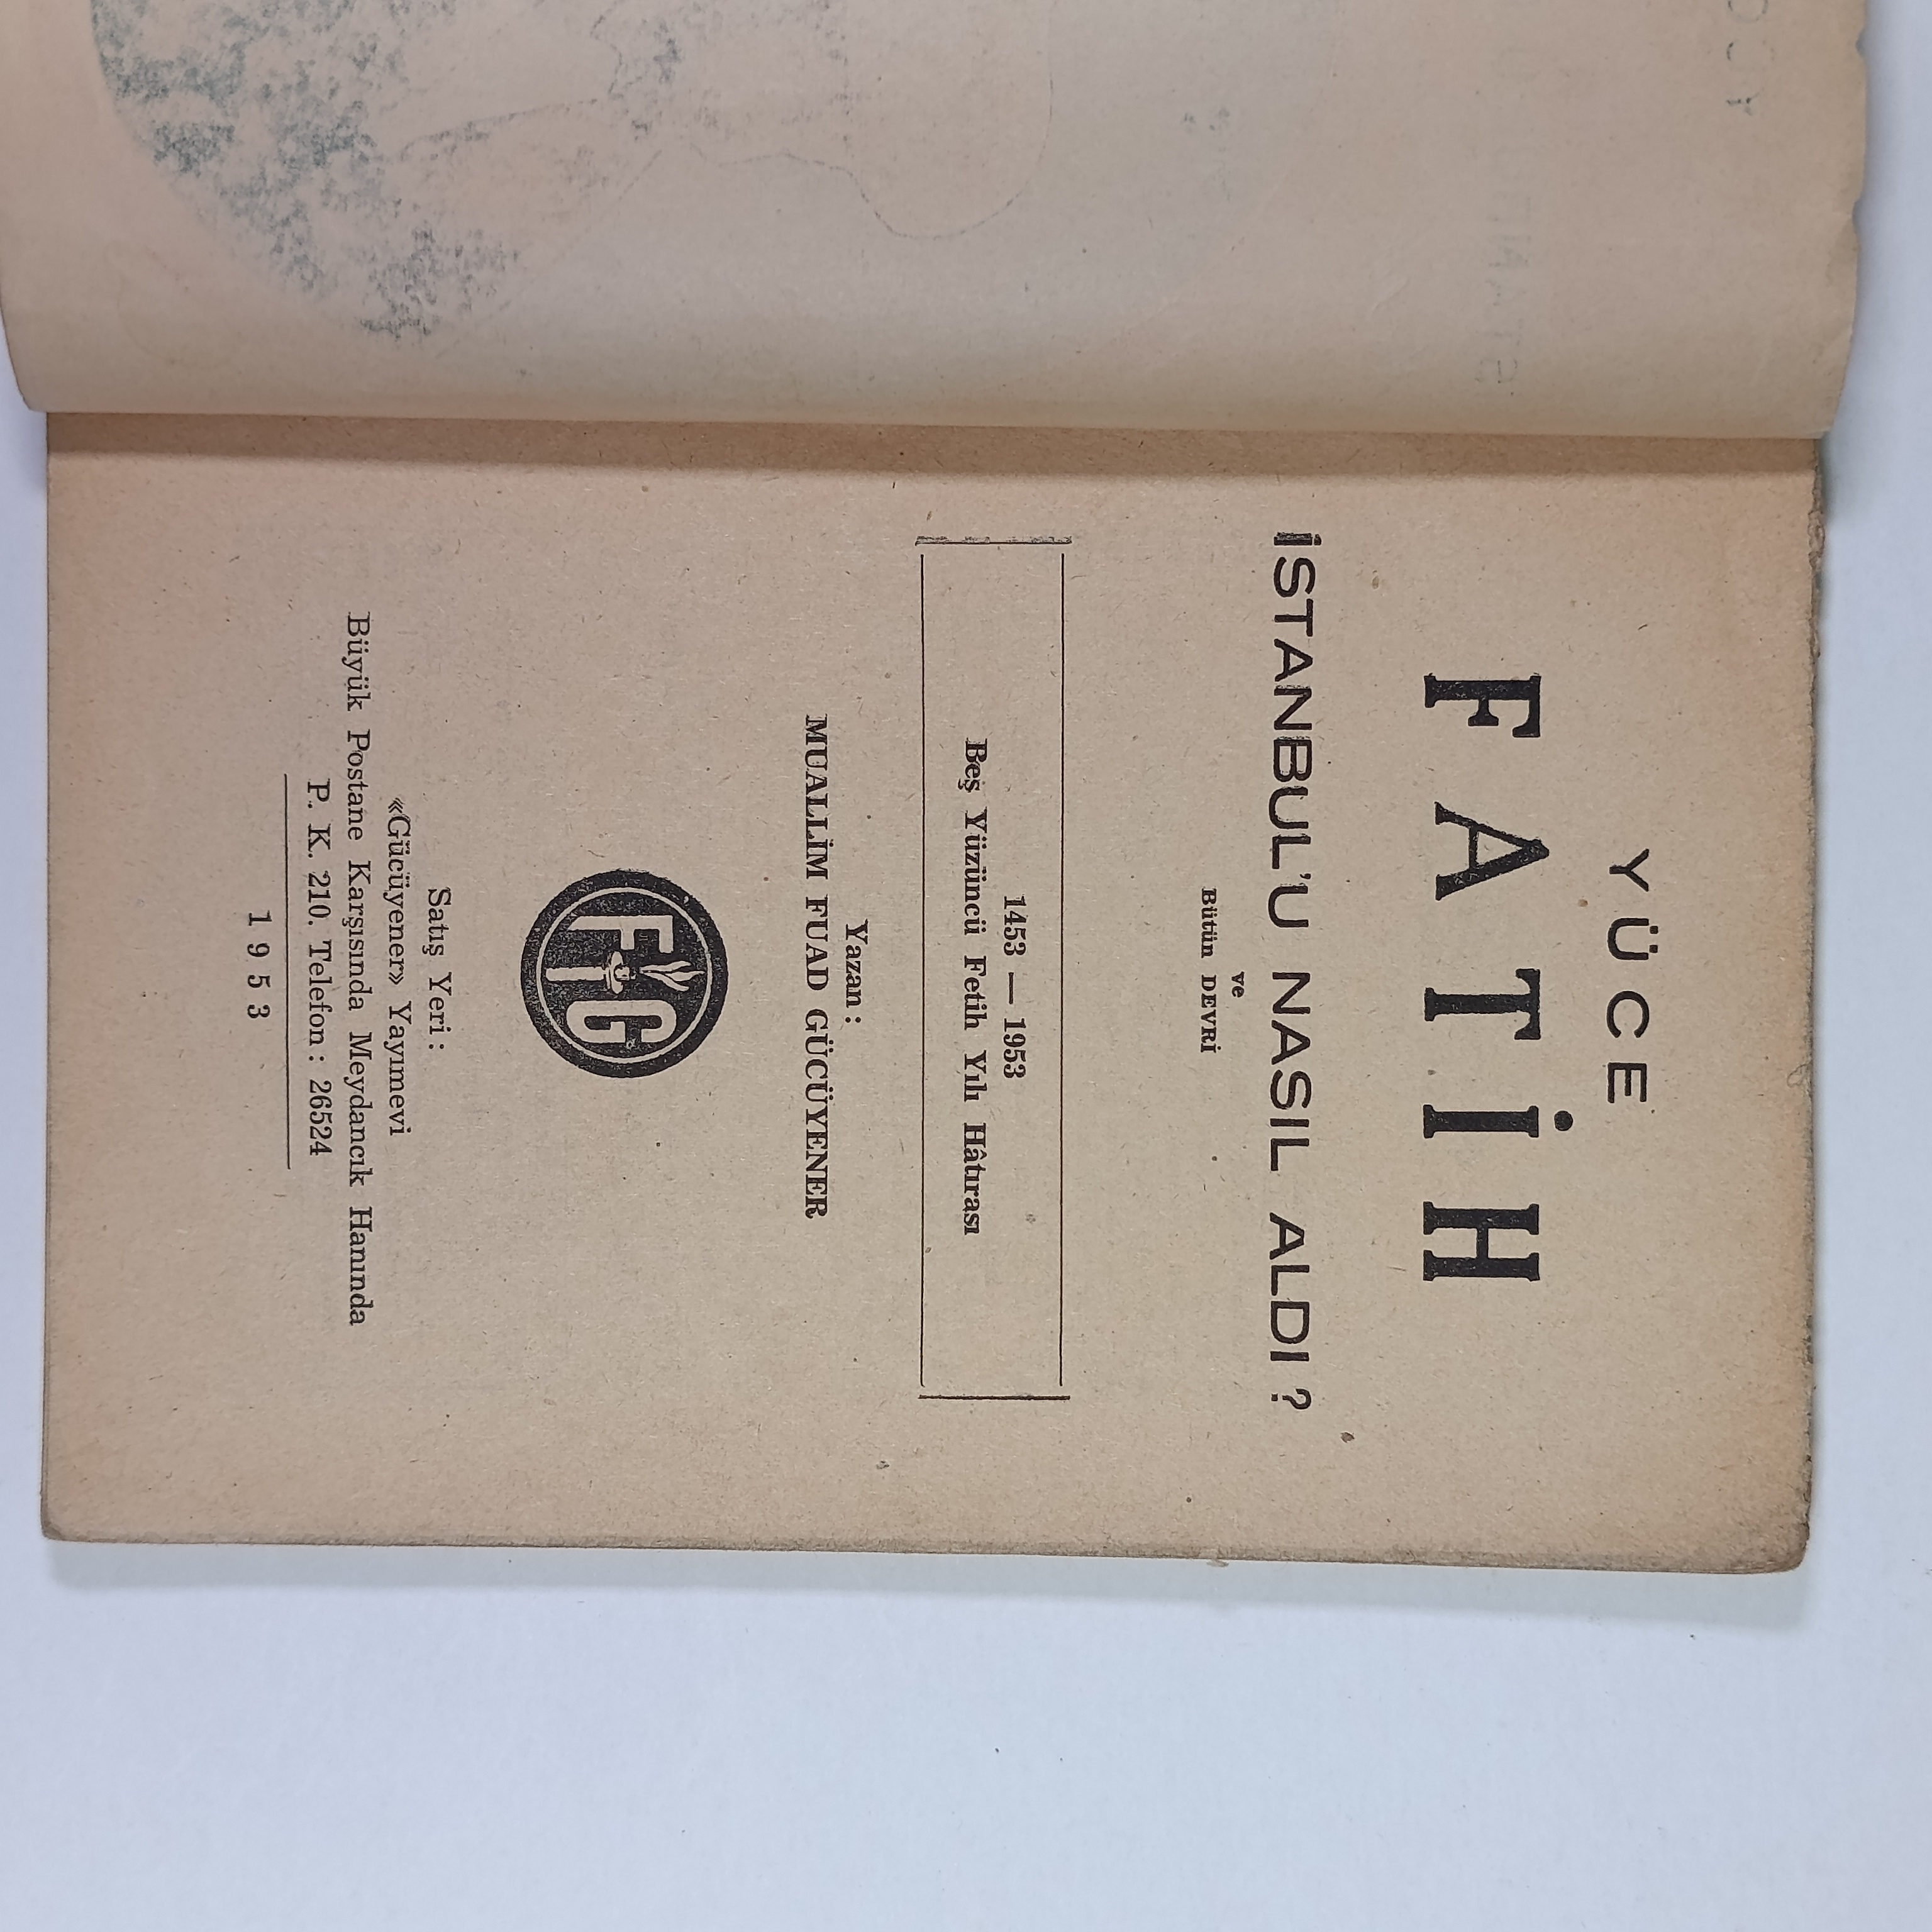 YÜCE
FATİH
İSTANBUL'U NASIL ALDI ?
ve
Bütün DEVRİ
1453 — 1953
Beş Yüzüncü Fetih Yılı Hâtırası
Yazan :
MUALLİM FUAD GÜCÜYENER
FG
Satış Yeri :
«Gücüyener» Yayımevi
Büyük Postane Karşısında Meydancık Hanında
P. K. 210. Telefon : 26524
1953